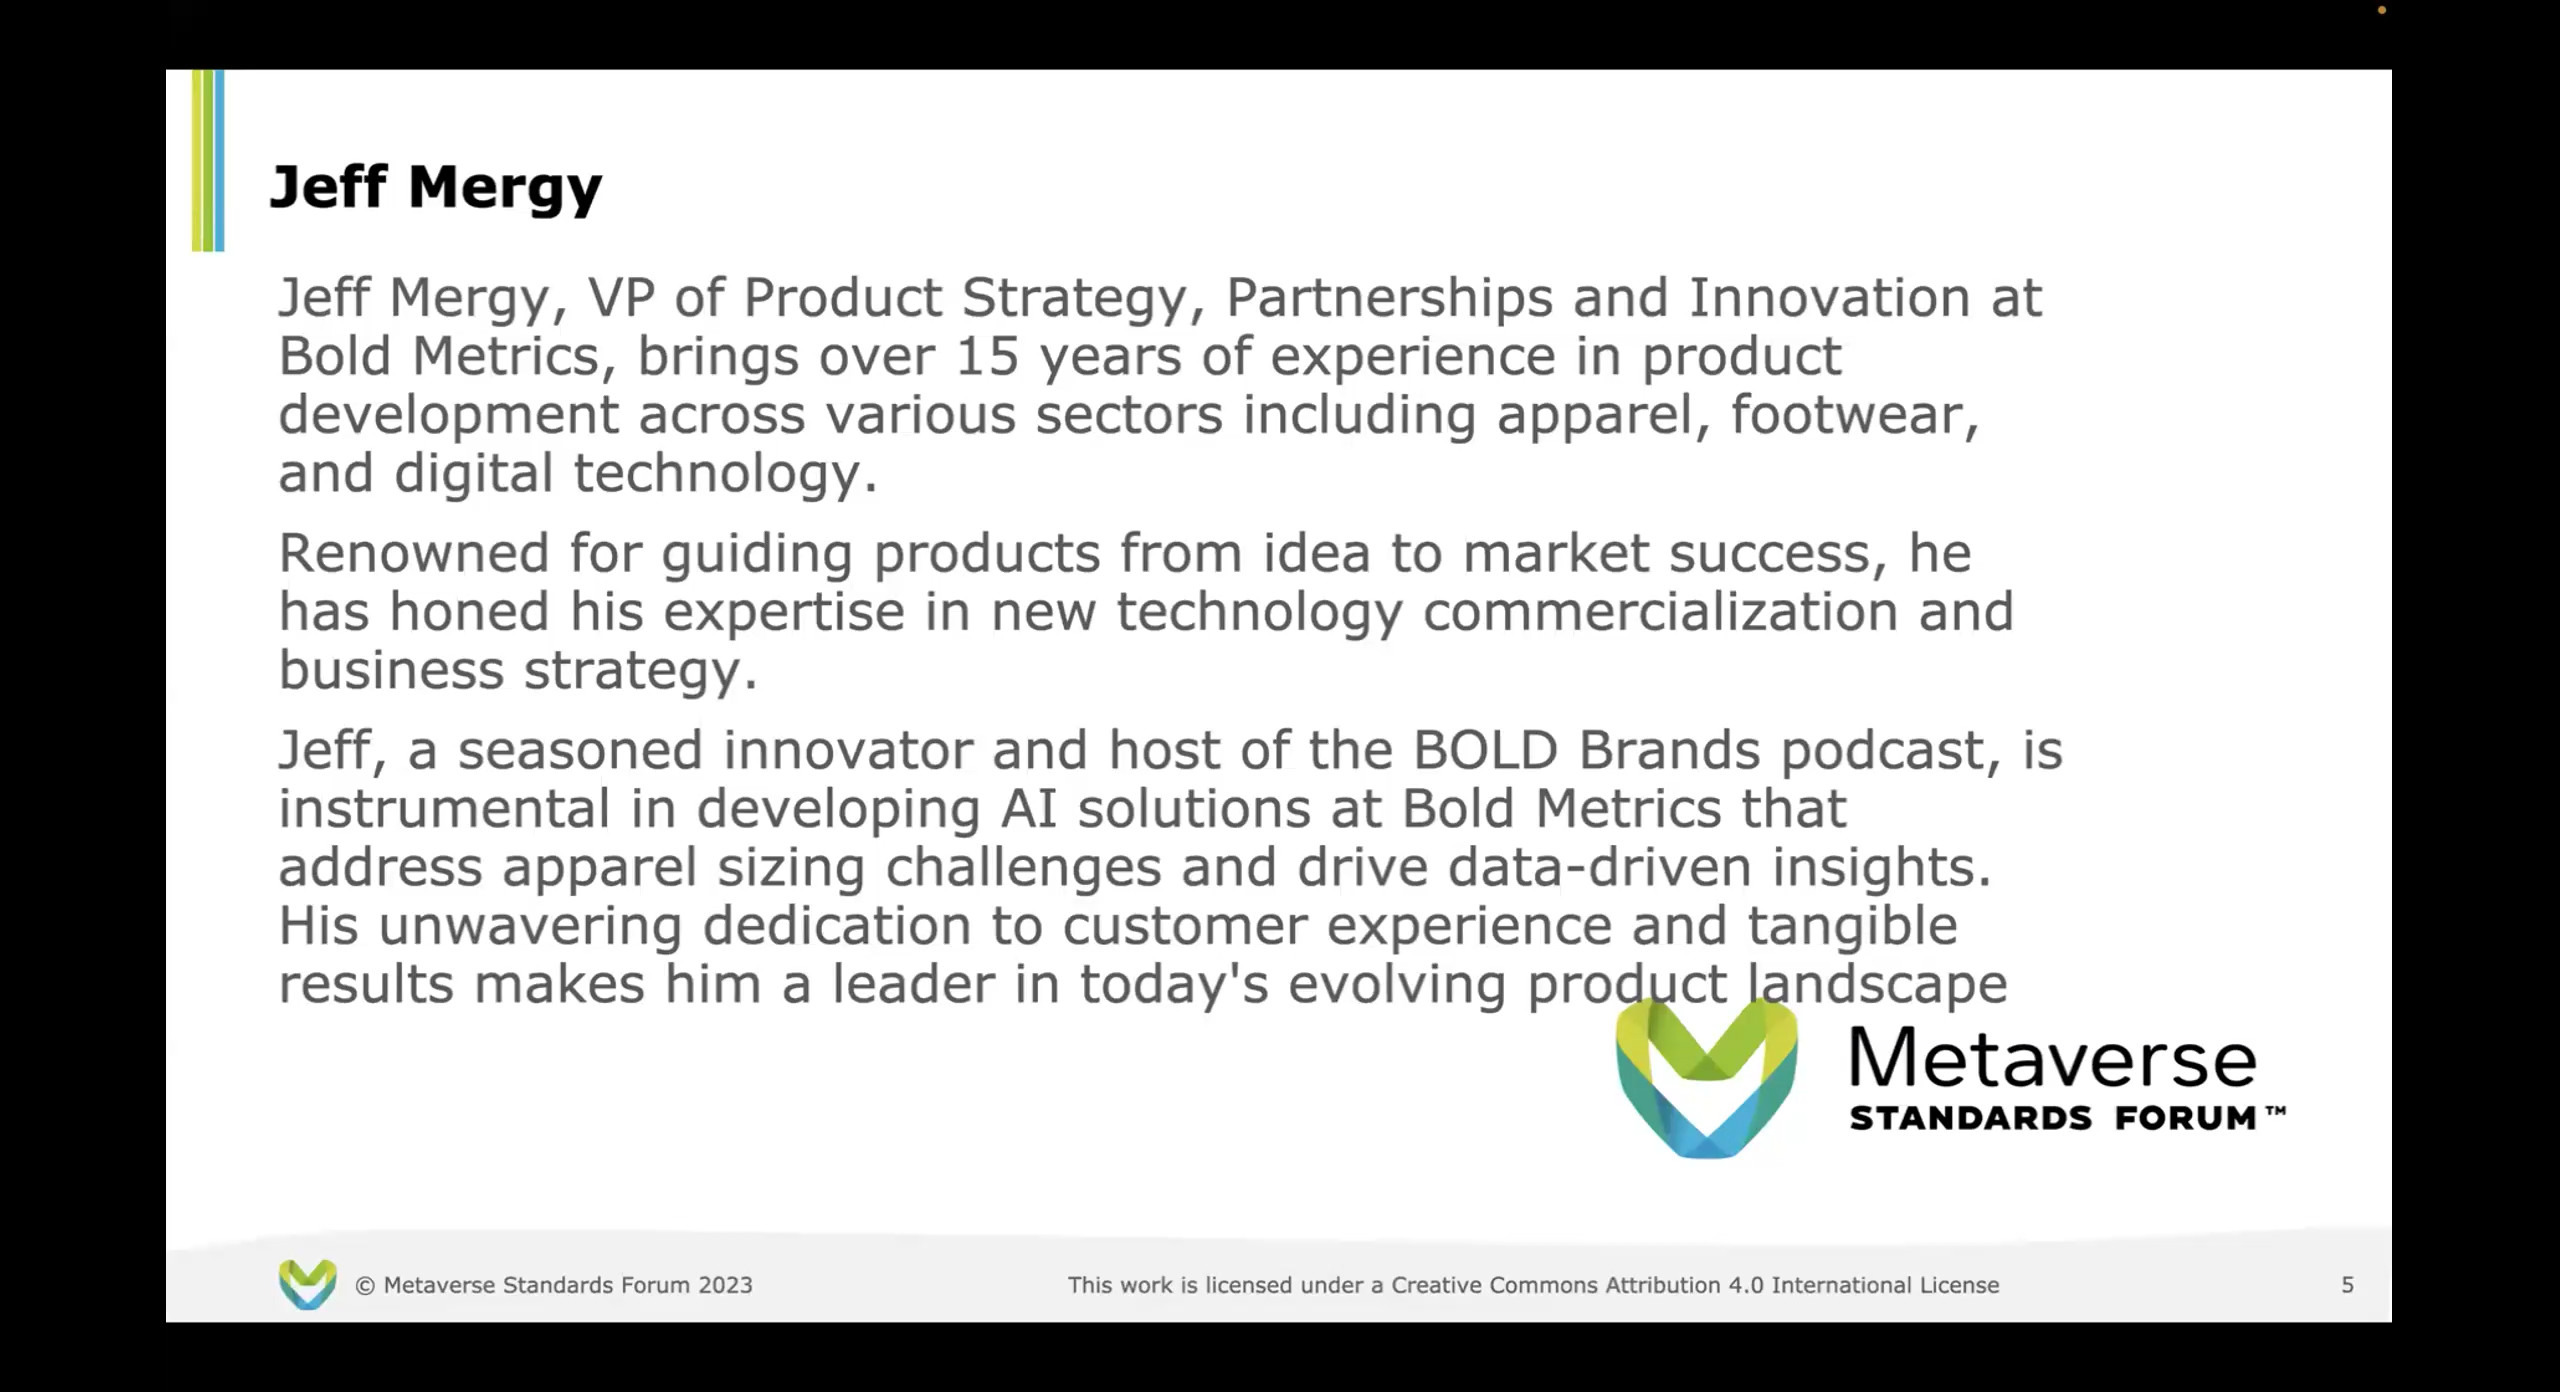 Jeff Mergy
Jeff Mergy, VP of Product Strategy, Partnerships and Innovation at
Bold Metrics, brings over 15 years of experience in product
development across various sectors including apparel, footwear,
and digital technology.
Renowned for guiding products from idea to market success, he
has honed his expertise in new technology commercialization and
business strategy.
Jeff, a seasoned innovator and host of the BOLD Brands podcast, is
instrumental in developing AI solutions at Bold Metrics that
address apparel sizing challenges and drive data-driven insights.
His unwavering dedication to customer experience and tangible
results makes him a leader in today's evolving product landscape
Metaverse
STANDARDS FORUM™
© Metaverse Standards Forum 2023
This work is licensed under a Creative Commons Attribution 4.0 International License
5